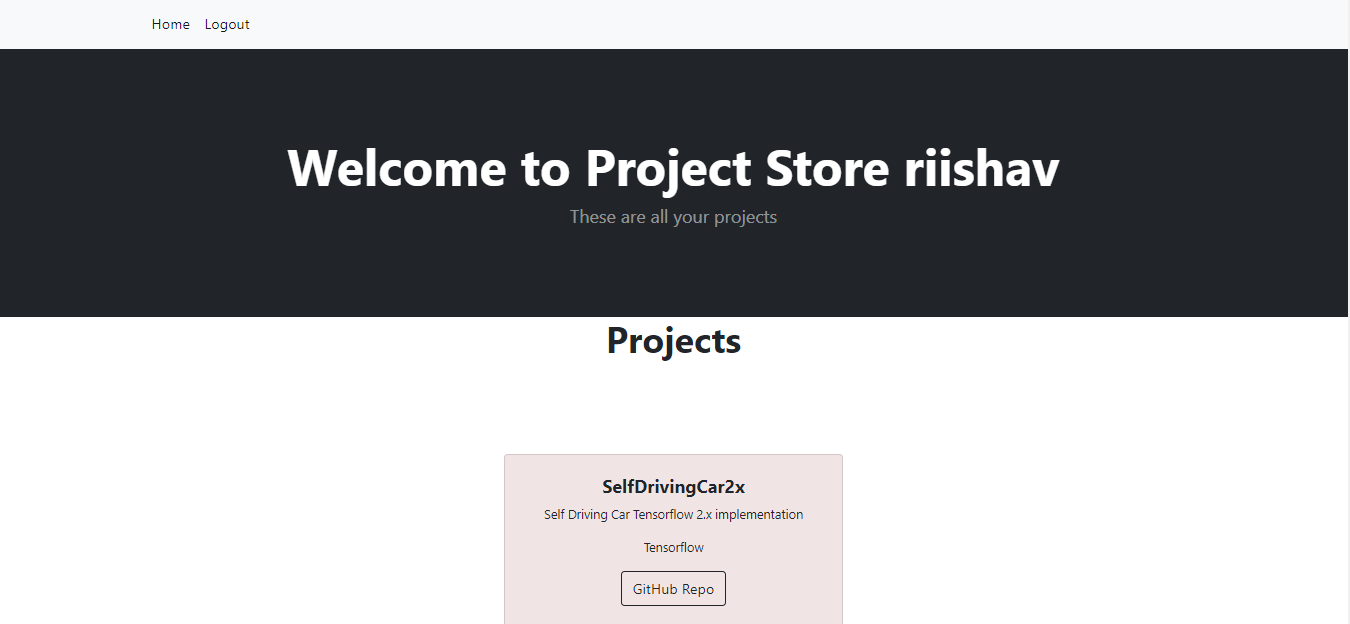 Home Logout
Welcome to Project Store riishav
These are all your projects
Projects
SelfDrivingCar2x
Self Driving Car Tensorflow 2.x implementation
Tensorflow
GitHub Repo